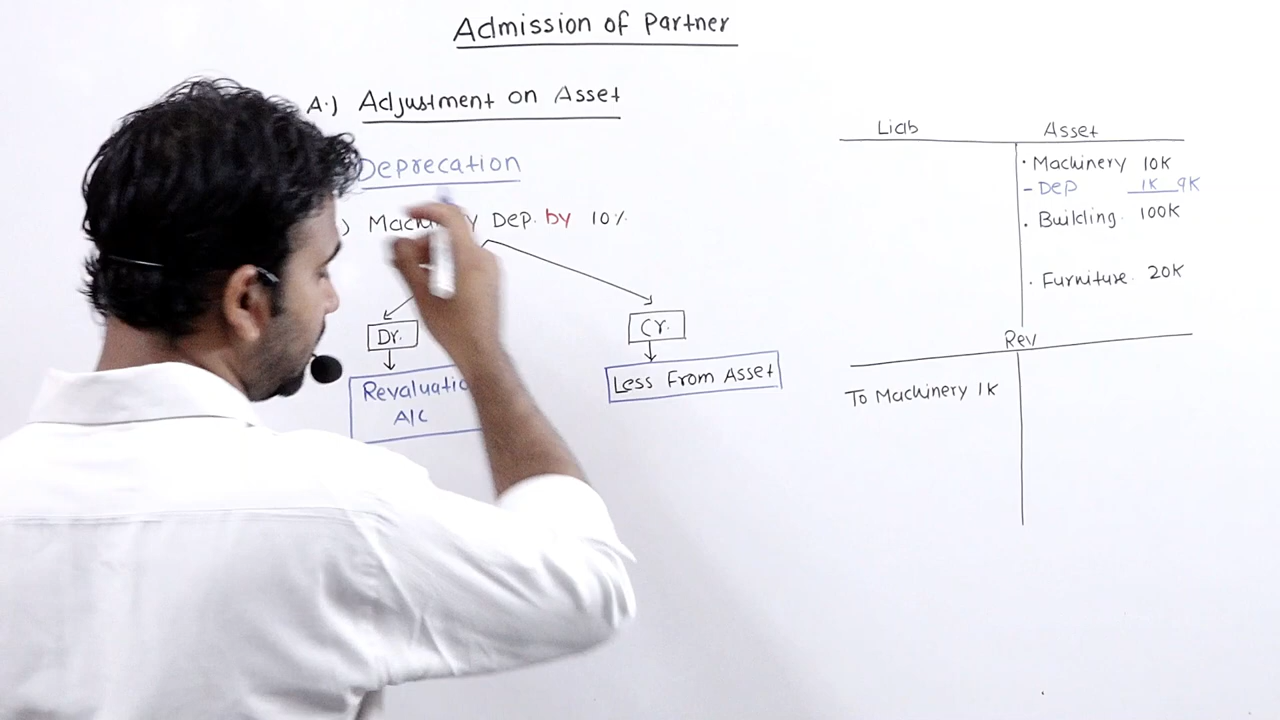 Admission of Partner
A.) Adjustment on Asset
Deprecation
) Machinery Dep. by 10%
Dr.
Cr.
Revaluatio
A/C
Less From Asset
Liab Asset
· Machinery 10K
- Dep 1K 9K
· Building. 100K
· Furniture. 20K
Rev
To Machinery 1K